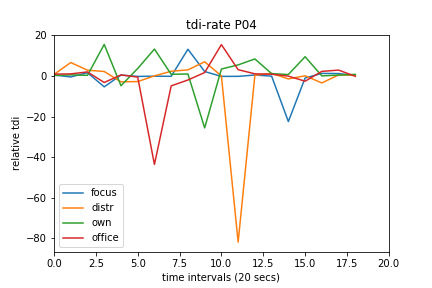 tdi-rate P04
20
0
−20
−40
−60
−80
relative tdi
focus
distr
own
office
0.0 2.5 5.0 7.5 10.0 12.5 15.0 17.5 20.0
time intervals (20 secs)